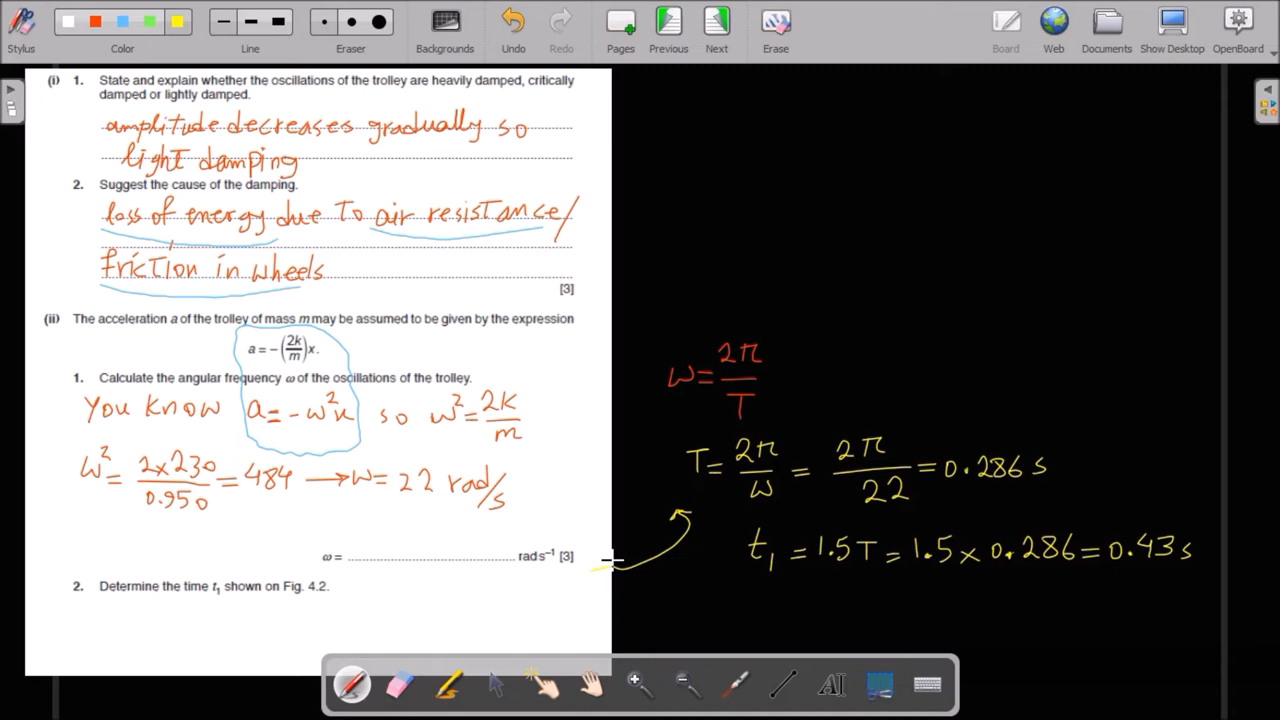 Stylus Color Line Eraser Backgrounds Undo Redo Pages Previous Next Erase Board Web Documents Show Desktop OpenBoard
(i) 1. State and explain whether the oscillations of the trolley are heavily damped, critically
damped or lightly damped.
amplitude decreases gradually so
light damping
2. Suggest the cause of the damping.
loss of energy due to air resistance/
friction in wheels
[3]
(ii) The acceleration a of the trolley of mass m may be assumed to be given by the expression
a = -(2k/m)x.
1. Calculate the angular frequency ω of the oscillations of the trolley.
You know a = -ω²x so ω² = 2k/m
ω² = 2x230/0.950 = 484 → ω = 22 rad/s
ω = ........................ rad s⁻¹ [3]
2. Determine the time t₁ shown on Fig. 4.2.
ω = 2π/T
T = 2π/ω = 2π/22 = 0.286 s
t₁ = 1.5T = 1.5 x 0.286 = 0.43 s
AI